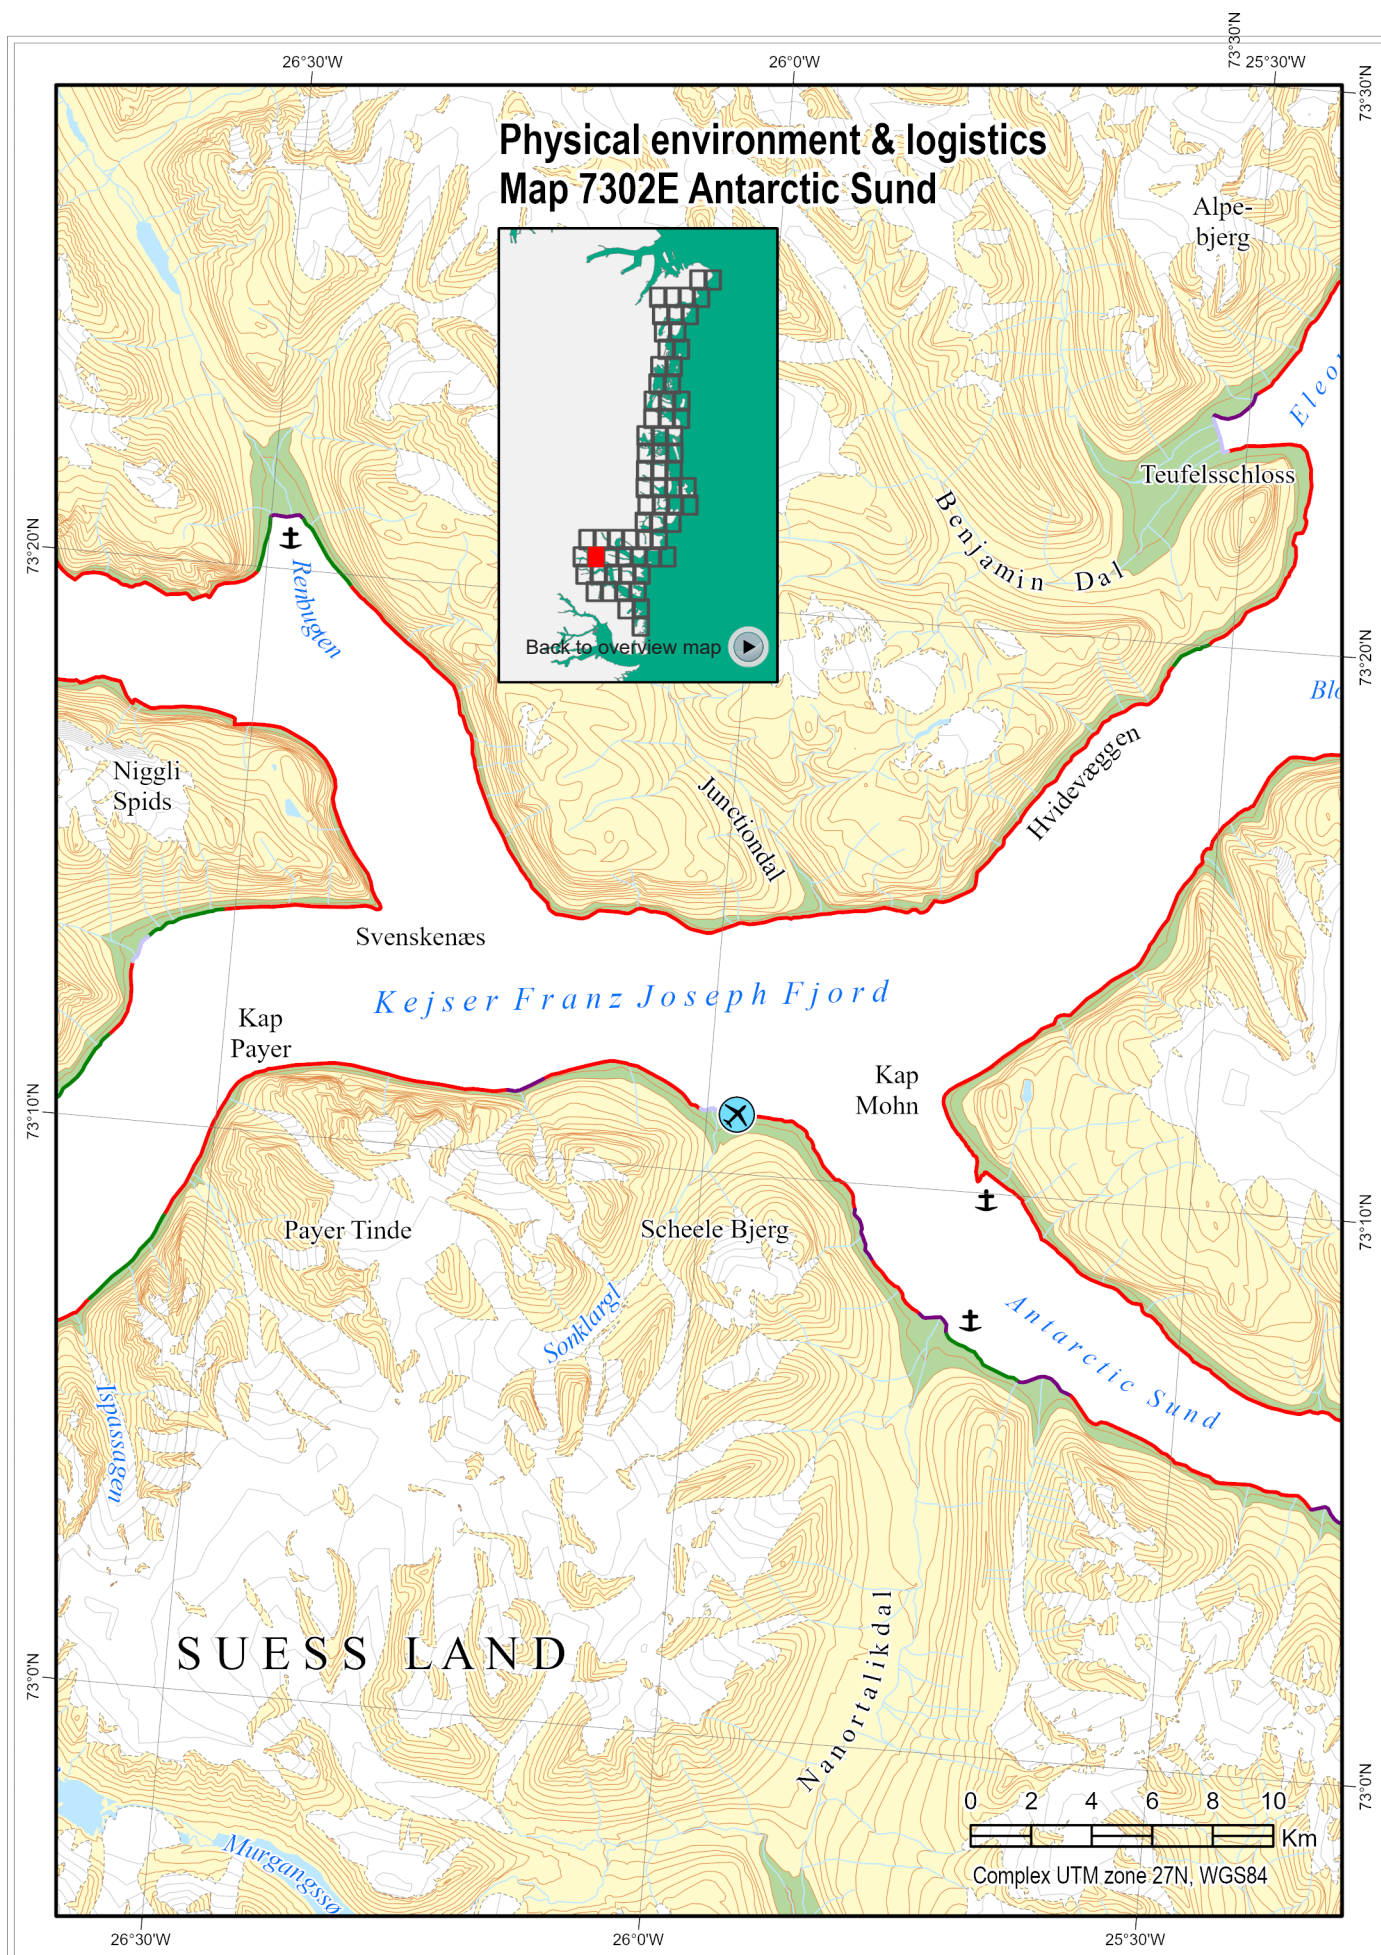 73°30'N
26°30'W
26°0'W
25°30'W
73°30'N
Physical environment & logistics
Map 7302E Antarctic Sund
Alpe-
bjerg
Teufelsschloss
Benjamin Dal
73°20'N
Renbugten
Back to overview map
73°20'N
Niggli
Spids
Junctiondal
Hvidevæggen
Svenskenæs
Kejser Franz Joseph Fjord
Kap
Payer
Kap
Mohn
73°10'N
73°10'N
Payer Tinde
Scheele Bjerg
Sonklargl
Antarctic Sund
Ispassagen
SUESS LAND
Nanortalikdal
73°0'N
73°0'N
0 2 4 6 8 10
Km
Murgangssø
Complex UTM zone 27N, WGS84
26°30'W
26°0'W
25°30'W